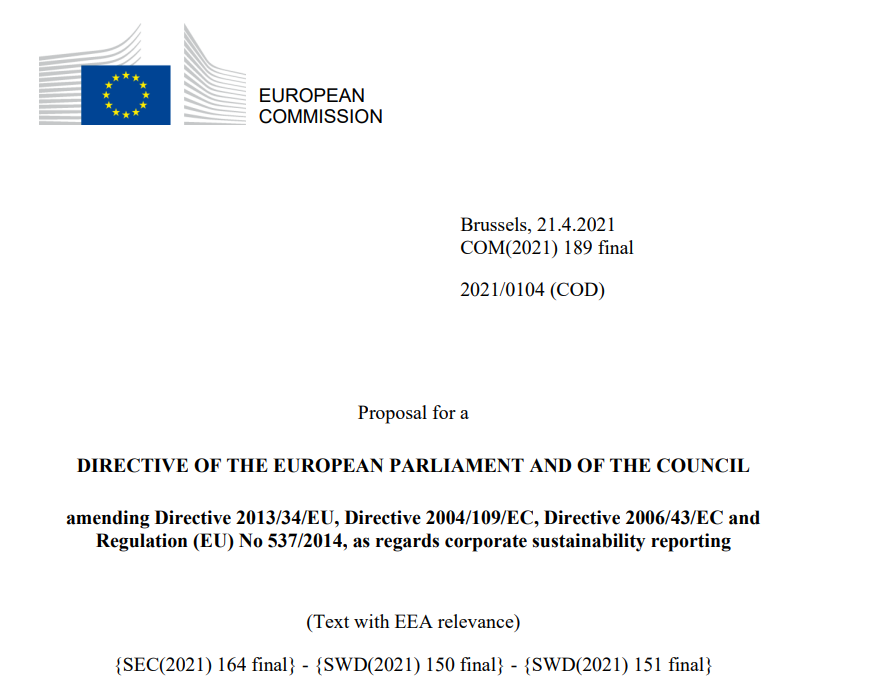 EUROPEAN
COMMISSION
Brussels, 21.4.2021
COM(2021) 189 final
2021/0104 (COD)
Proposal for a
DIRECTIVE OF THE EUROPEAN PARLIAMENT AND OF THE COUNCIL
amending Directive 2013/34/EU, Directive 2004/109/EC, Directive 2006/43/EC and
Regulation (EU) No 537/2014, as regards corporate sustainability reporting
(Text with EEA relevance)
{SEC(2021) 164 final} - {SWD(2021) 150 final} - {SWD(2021) 151 final}